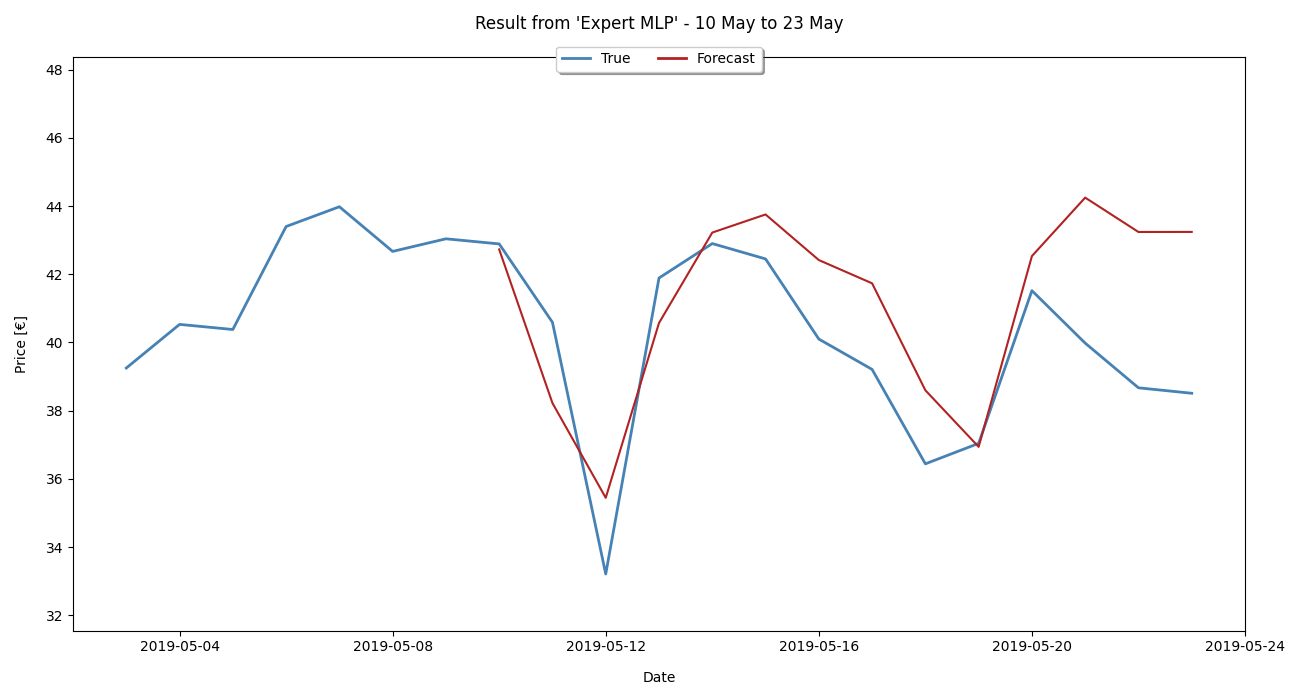 Result from 'Expert MLP' - 10 May to 23 May
True Forecast
48
46
44
42
40
38
36
34
32
Price [€]
2019-05-04 2019-05-08 2019-05-12 2019-05-16 2019-05-20 2019-05-24
Date